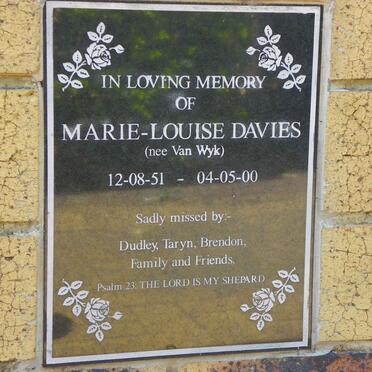 IN LOVING MEMORY
OF
MARIE-LOUISE DAVIES
(nee Van Wyk)
12-08-51 - 04-05-00
Sadly missed by:-
Dudley, Taryn, Brendon,
Family and Friends.
Psalm 23. THE LORD IS MY SHEPARD